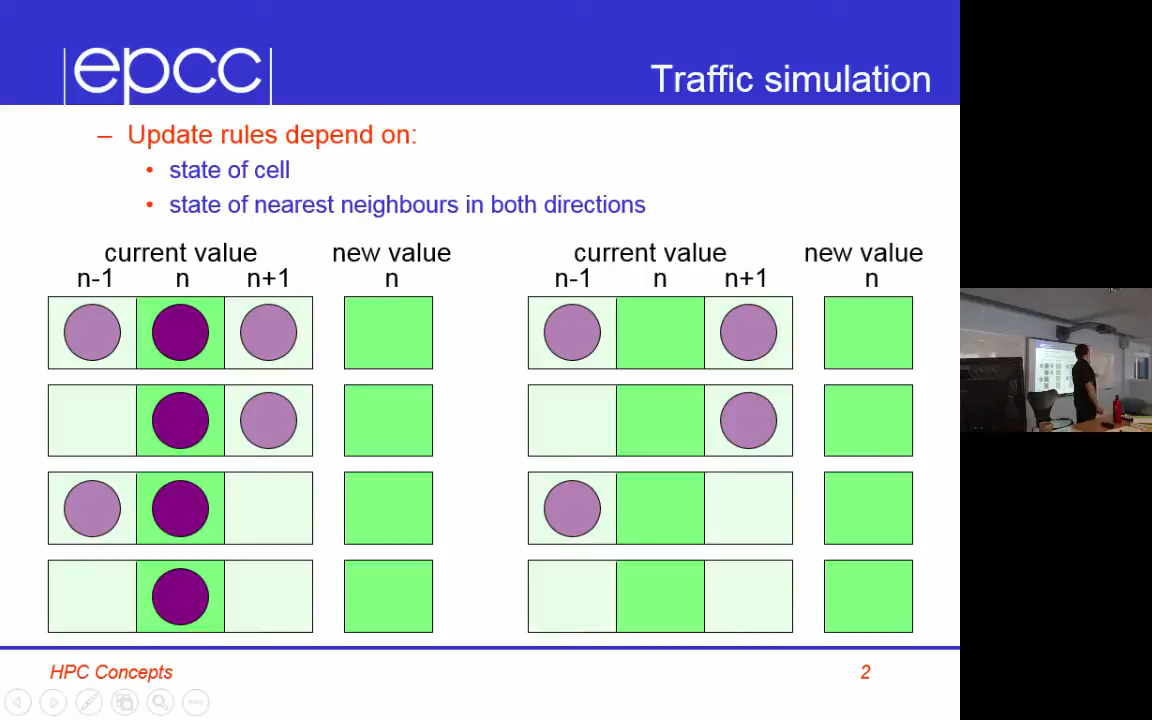 epcc
Traffic simulation
– Update rules depend on:
• state of cell
• state of nearest neighbours in both directions
current value new value current value new value
n-1 n n+1 n n-1 n n+1 n
HPC Concepts 2